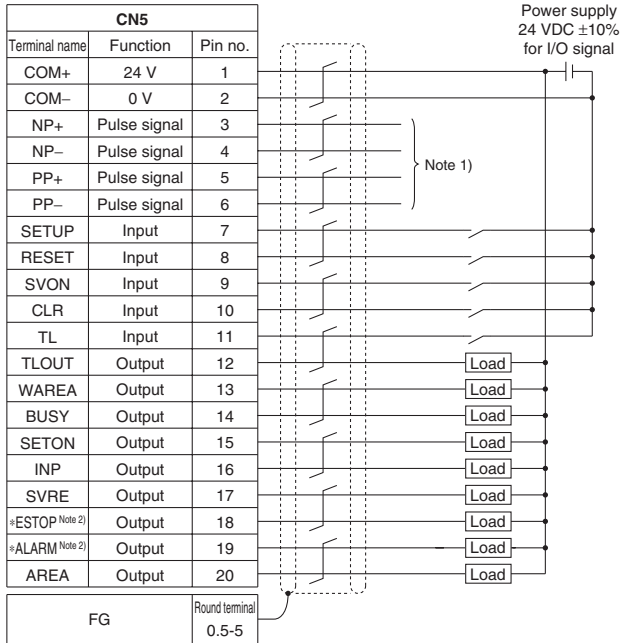 Power supply
24 VDC ±10%
for I/O signal
CN5
Terminal name Function Pin no.
COM+ 24 V 1
COM− 0 V 2
NP+ Pulse signal 3
NP− Pulse signal 4
PP+ Pulse signal 5
PP− Pulse signal 6
Note 1)
SETUP Input 7
RESET Input 8
SVON Input 9
CLR Input 10
TL Input 11
TLOUT Output 12 Load
WAREA Output 13 Load
BUSY Output 14 Load
SETON Output 15 Load
INP Output 16 Load
SVRE Output 17 Load
*ESTOP Note 2) Output 18 Load
*ALARM Note 2) Output 19 Load
AREA Output 20 Load
FG Round terminal
0.5-5